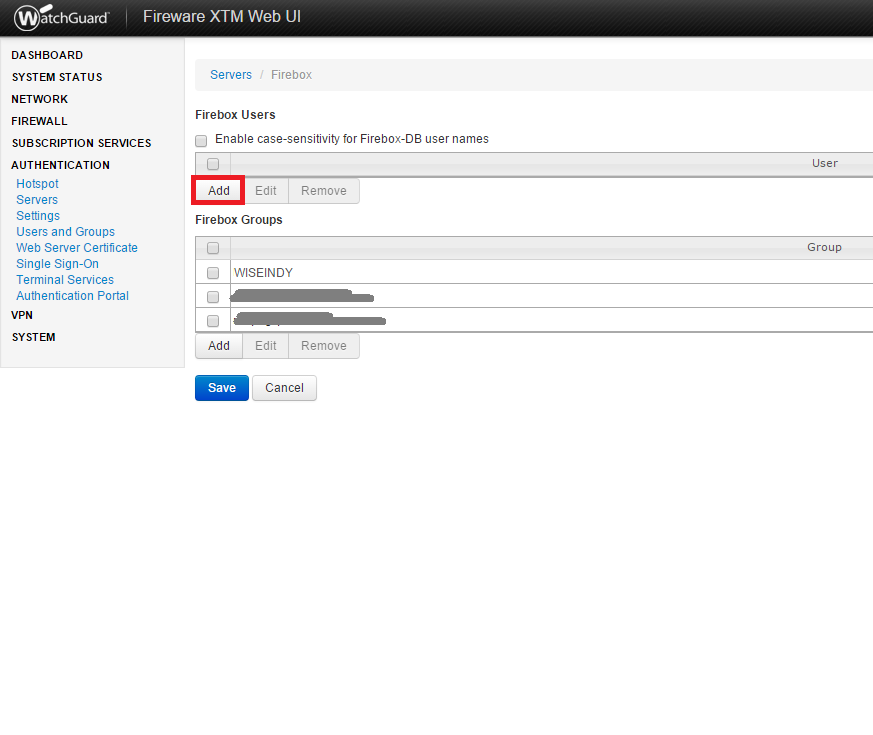 WatchGuard Fireware XTM Web UI
DASHBOARD
SYSTEM STATUS
NETWORK
FIREWALL
SUBSCRIPTION SERVICES
AUTHENTICATION
Hotspot
Servers
Settings
Users and Groups
Web Server Certificate
Single Sign-On
Terminal Services
Authentication Portal
VPN
SYSTEM
Servers / Firebox
Firebox Users
Enable case-sensitivity for Firebox-DB user names
User
Add Edit Remove
Firebox Groups
Group
WISEINDY
Add Edit Remove
Save Cancel